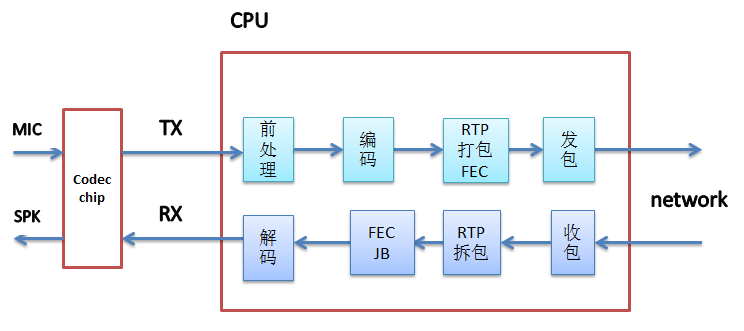 CPU
MIC
Codec
chip
TX
前
处
理
编
码
RTP
打包
FEC
发
包
SPK
RX
解
码
FEC
JB
RTP
拆包
收
包
network